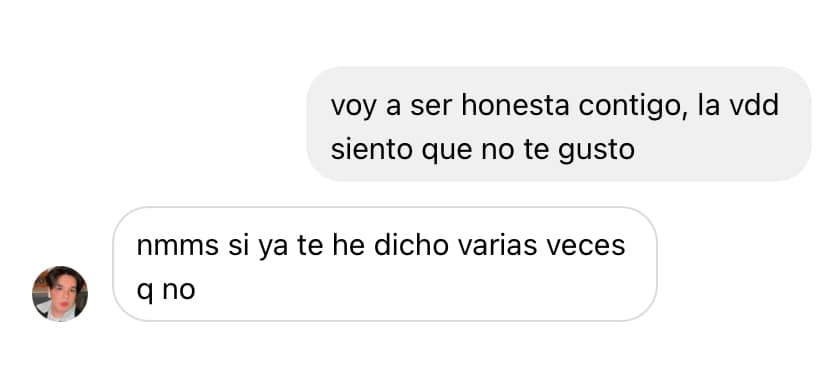 voy a ser honesta contigo, la vdd
siento que no te gusto
nmms si ya te he dicho varias veces
q no